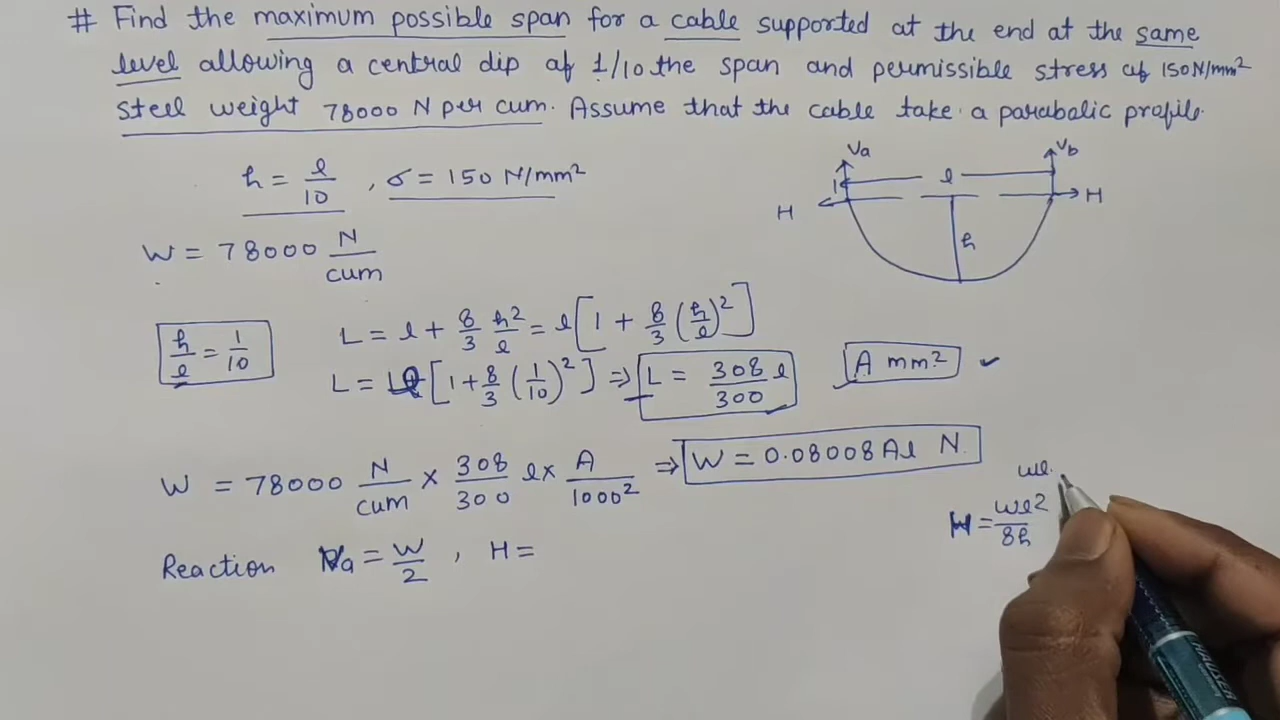 # Find the maximum possible span for a cable supported at the end at the same
level allowing a central dip of 1/10 the span and permissible stress of 150N/mm²
steel weight 78000 N per cum. Assume that the cable take a parabolic profile.
h = l/10 , σ = 150 N/mm²
Va Vb
l
H H
h
W = 78000 N/cum
h/l = 1/10
L = l + 8/3 h²/l = l[1 + 8/3 (h/l)²]
L = [1 + 8/3 (1/10)²] ⇒ L = 308/300 l
A mm² ✓
W = 78000 N/cum × 308/300 l × A/1000² ⇒ W = 0.08008Al N.
wl.
H = wl²/8h
Reaction Va = W/2 , H =
HAUSER